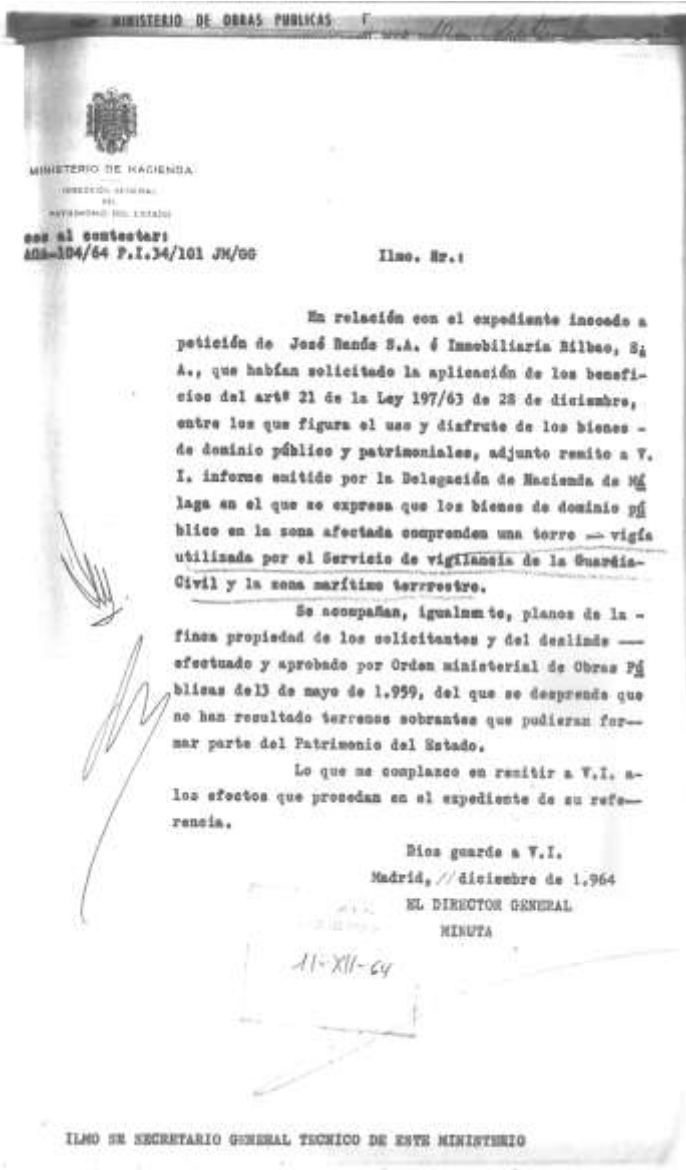 MINISTERIO DE OBRAS PUBLICAS
MINISTERIO DE HACIENDA
DIRECCIÓN GENERAL
DEL
PATRIMONIO DEL ESTADO
al contestar:
104/64 P.I.34/101 JM/GG
Ilmo. Sr.:
En relación con el expediente incoado a
petición de José Banús S.A. é Inmobiliaria Bilbao, S.
A., que habían solicitado la aplicación de los benefi-
cios del artº 21 de la Ley 197/63 de 28 de diciembre,
entre los que figura el uso y disfrute de los bienes -
de dominio público y patrimoniales, adjunto remito a V.
I. informe emitido por la Delegación de Hacienda de Má
laga en el que se expresa que los bienes de dominio pú
blico en la zona afectada comprenden una torre — vigía
utilizada por el Servicio de vigilancia de la Guardia-
Civil y la zona marítimo terrrestro.
Se acompañan, igualmente, planos de la -
finca propiedad de los solicitantes y del deslinde ——
efectuado y aprobado por Orden ministerial de Obras Pú
blicas de13 de mayo de 1.959, del que se desprende que
no han resultado terrenos sobrantes que pudieran for—
mar parte del Patrimonio del Estado.
Lo que me complazco en remitir a V.I. a-
los efectos que procedan en el expediente de su refe—
rencia.
Dios guarde a V.I.
Madrid, 11 diciembre de 1.964
EL DIRECTOR GENERAL
MINUTA
11-XII-64
ILMO SR SECRETARIO GENERAL TECNICO DE ESTE MINISTERIO